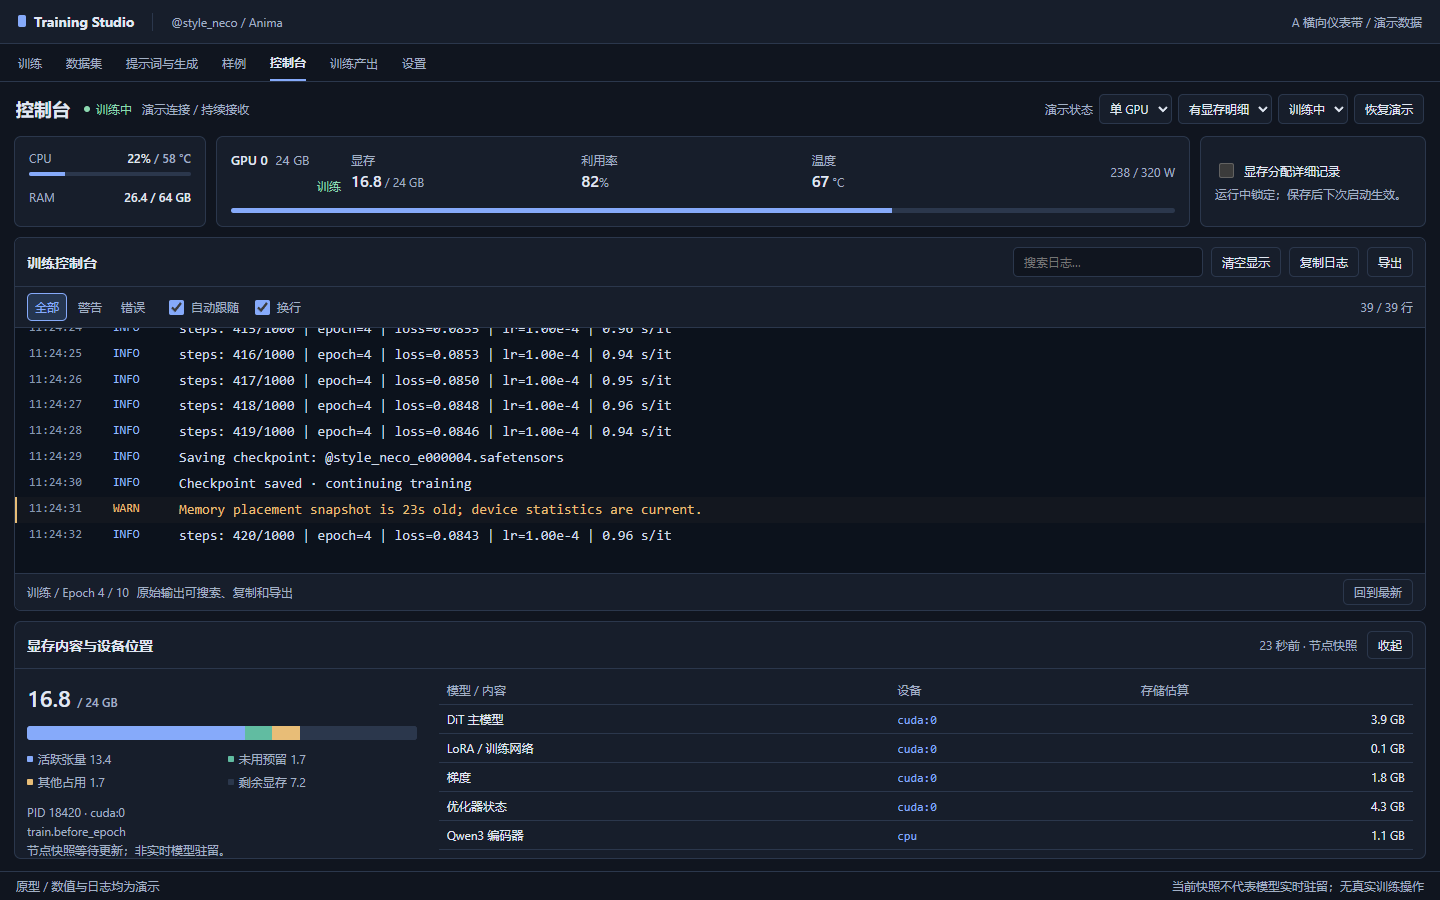 Training Studio
@style_neco / Anima
A 横向仪表带 / 演示数据
训练 数据集 提示词与生成 样例 控制台 训练产出 设置
控制台 训练中 演示连接 / 持续接收
演示状态 单 GPU 有显存明细 训练中 恢复演示
CPU 22% / 58 °C
RAM 26.4 / 64 GB
GPU 0 24 GB
训练
显存
16.8 / 24 GB
利用率
82%
温度
67 °C
238 / 320 W
显存分配详细记录
运行中锁定；保存后下次启动生效。
训练控制台
搜索日志... 清空显示 复制日志 导出
全部 警告 错误 自动跟随 换行 39 / 39 行
11:24:24 INFO steps: 415/1000 | epoch=4 | loss=0.0855 | lr=1.00e-4 | 0.96 s/it
11:24:25 INFO steps: 416/1000 | epoch=4 | loss=0.0853 | lr=1.00e-4 | 0.94 s/it
11:24:26 INFO steps: 417/1000 | epoch=4 | loss=0.0850 | lr=1.00e-4 | 0.95 s/it
11:24:27 INFO steps: 418/1000 | epoch=4 | loss=0.0848 | lr=1.00e-4 | 0.96 s/it
11:24:28 INFO steps: 419/1000 | epoch=4 | loss=0.0846 | lr=1.00e-4 | 0.94 s/it
11:24:29 INFO Saving checkpoint: @style_neco_e000004.safetensors
11:24:30 INFO Checkpoint saved · continuing training
11:24:31 WARN Memory placement snapshot is 23s old; device statistics are current.
11:24:32 INFO steps: 420/1000 | epoch=4 | loss=0.0843 | lr=1.00e-4 | 0.96 s/it
训练 / Epoch 4 / 10 原始输出可搜索、复制和导出 回到最新
显存内容与设备位置 23 秒前 · 节点快照 收起
16.8 / 24 GB
活跃张量 13.4 未用预留 1.7
其他占用 1.7 剩余显存 7.2
PID 18420 · cuda:0
train.before_epoch
节点快照等待更新；非实时模型驻留。
模型 / 内容 设备 存储估算
DiT 主模型 cuda:0 3.9 GB
LoRA / 训练网络 cuda:0 0.1 GB
梯度 cuda:0 1.8 GB
优化器状态 cuda:0 4.3 GB
Qwen3 编码器 cpu 1.1 GB
原型 / 数值与日志均为演示
当前快照不代表模型实时驻留；无真实训练操作